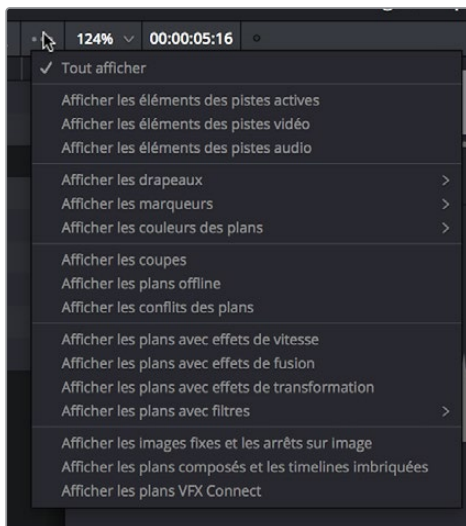 124% 00:00:05:16
Tout afficher
Afficher les éléments des pistes actives
Afficher les éléments des pistes vidéo
Afficher les éléments des pistes audio
Afficher les drapeaux
Afficher les marqueurs
Afficher les couleurs des plans
Afficher les coupes
Afficher les plans offline
Afficher les conflits des plans
Afficher les plans avec effets de vitesse
Afficher les plans avec effets de fusion
Afficher les plans avec effets de transformation
Afficher les plans avec filtres
Afficher les images fixes et les arrêts sur image
Afficher les plans composés et les timelines imbriquées
Afficher les plans VFX Connect